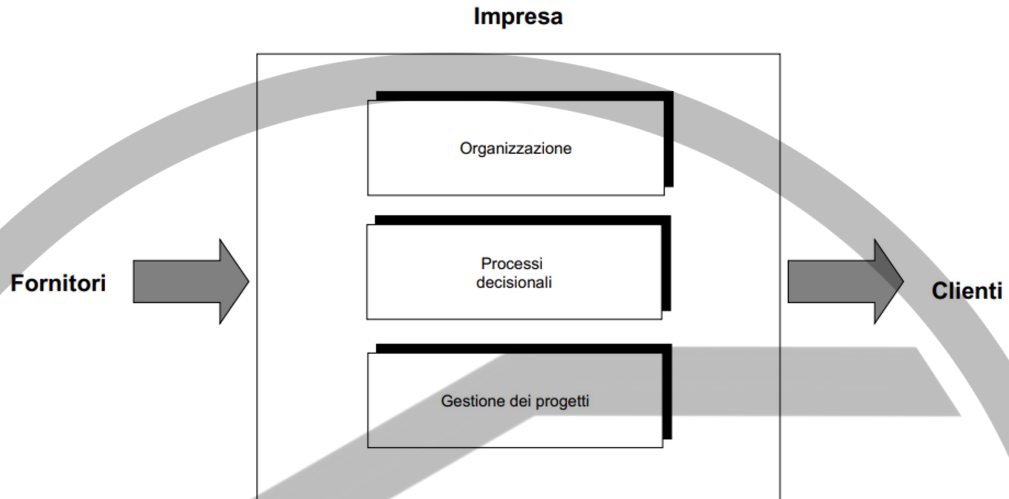 Impresa
Organizzazione
Fornitori
Processi
decisionali
Clienti
Gestione dei progetti